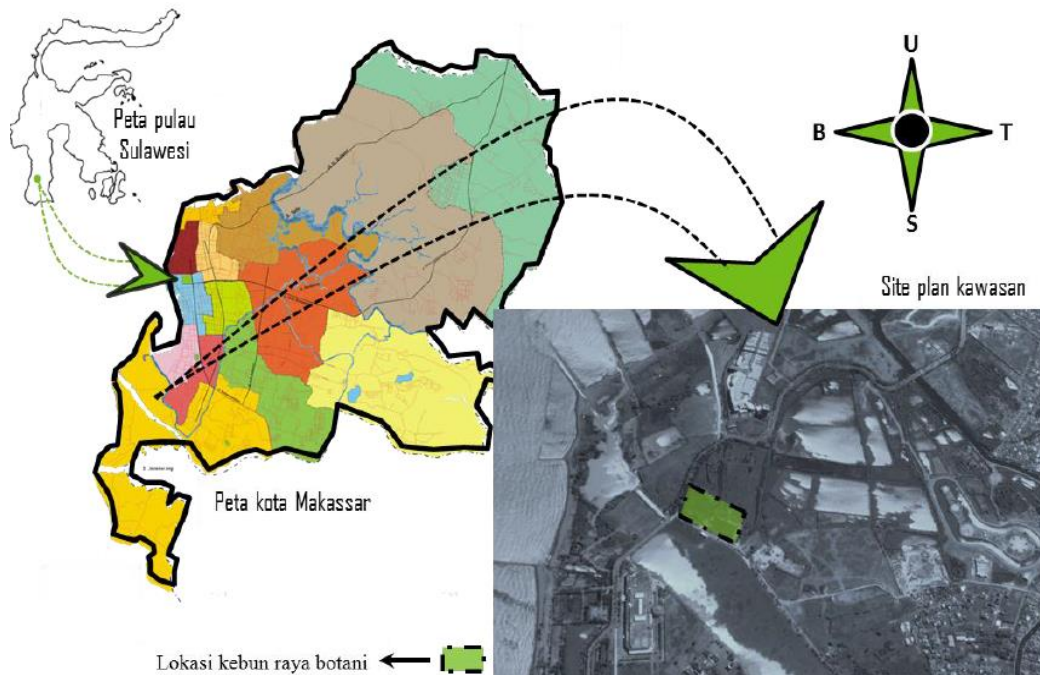 Peta pulau
Sulawesi
U
B
T
S
Site plan kawasan
Peta kota Makassar
Lokasi kebun raya botani